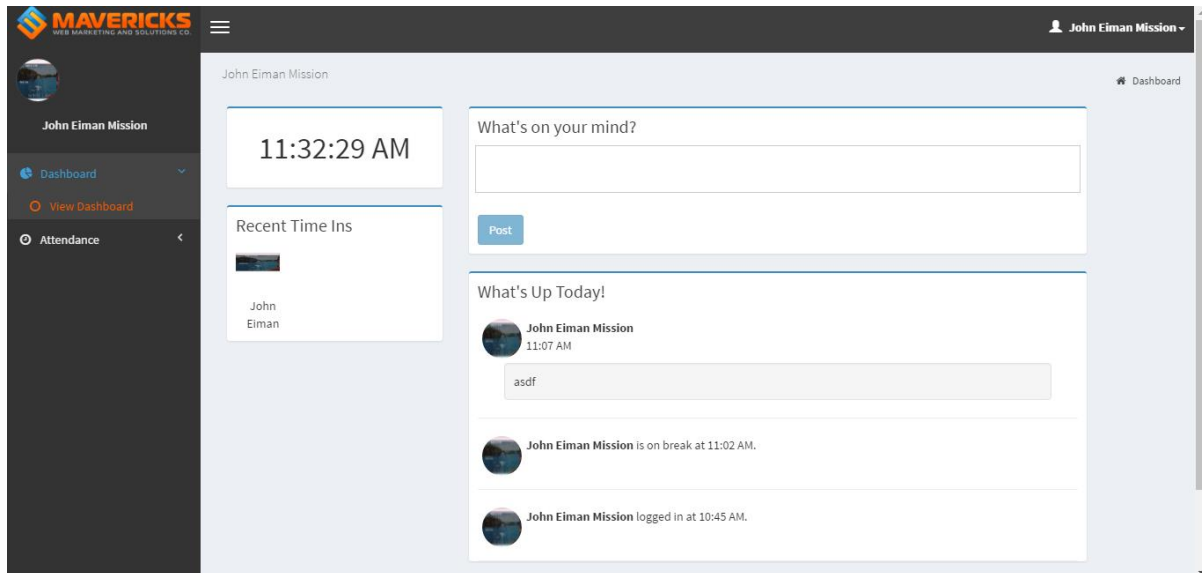 MAVERICKS
WEB MARKETING AND SOLUTIONS CO.
John Eiman Mission
John Eiman Mission
Dashboard
View Dashboard
Attendance
John Eiman Mission
Dashboard
11:32:29 AM
Recent Time Ins
John
Eiman
What's on your mind?
Post
What's Up Today!
John Eiman Mission
11:07 AM
asdf
John Eiman Mission is on break at 11:02 AM.
John Eiman Mission logged in at 10:45 AM.